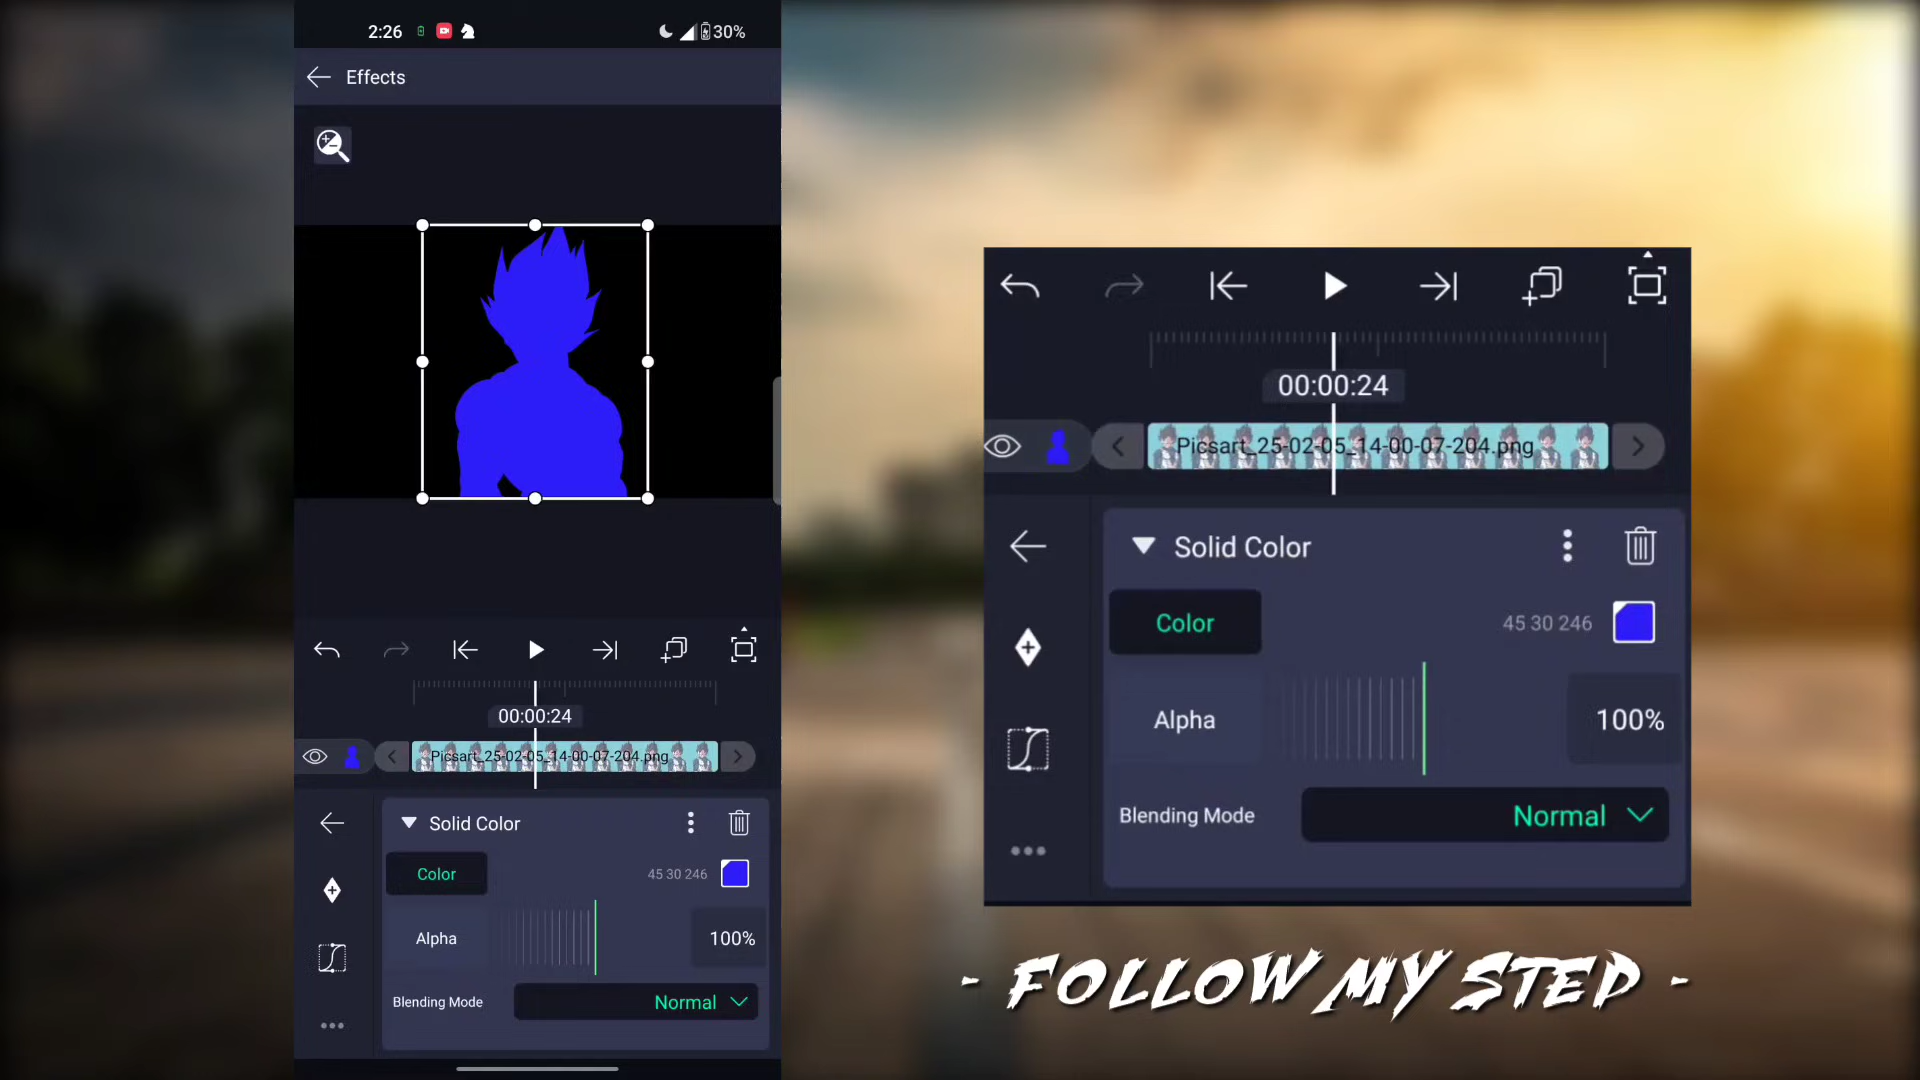 2:26
30%
Effects
00:00:24
Picsart_25-02-05_14-00-07-204.png
Solid Color
Color
45 30 246
Alpha
100%
Blending Mode
Normal
00:00:24
Picsart_25-02-05_14-00-07-204.png
Solid Color
Color
45 30 246
Alpha
100%
Blending Mode
Normal
- FOLLOW MY STEP -